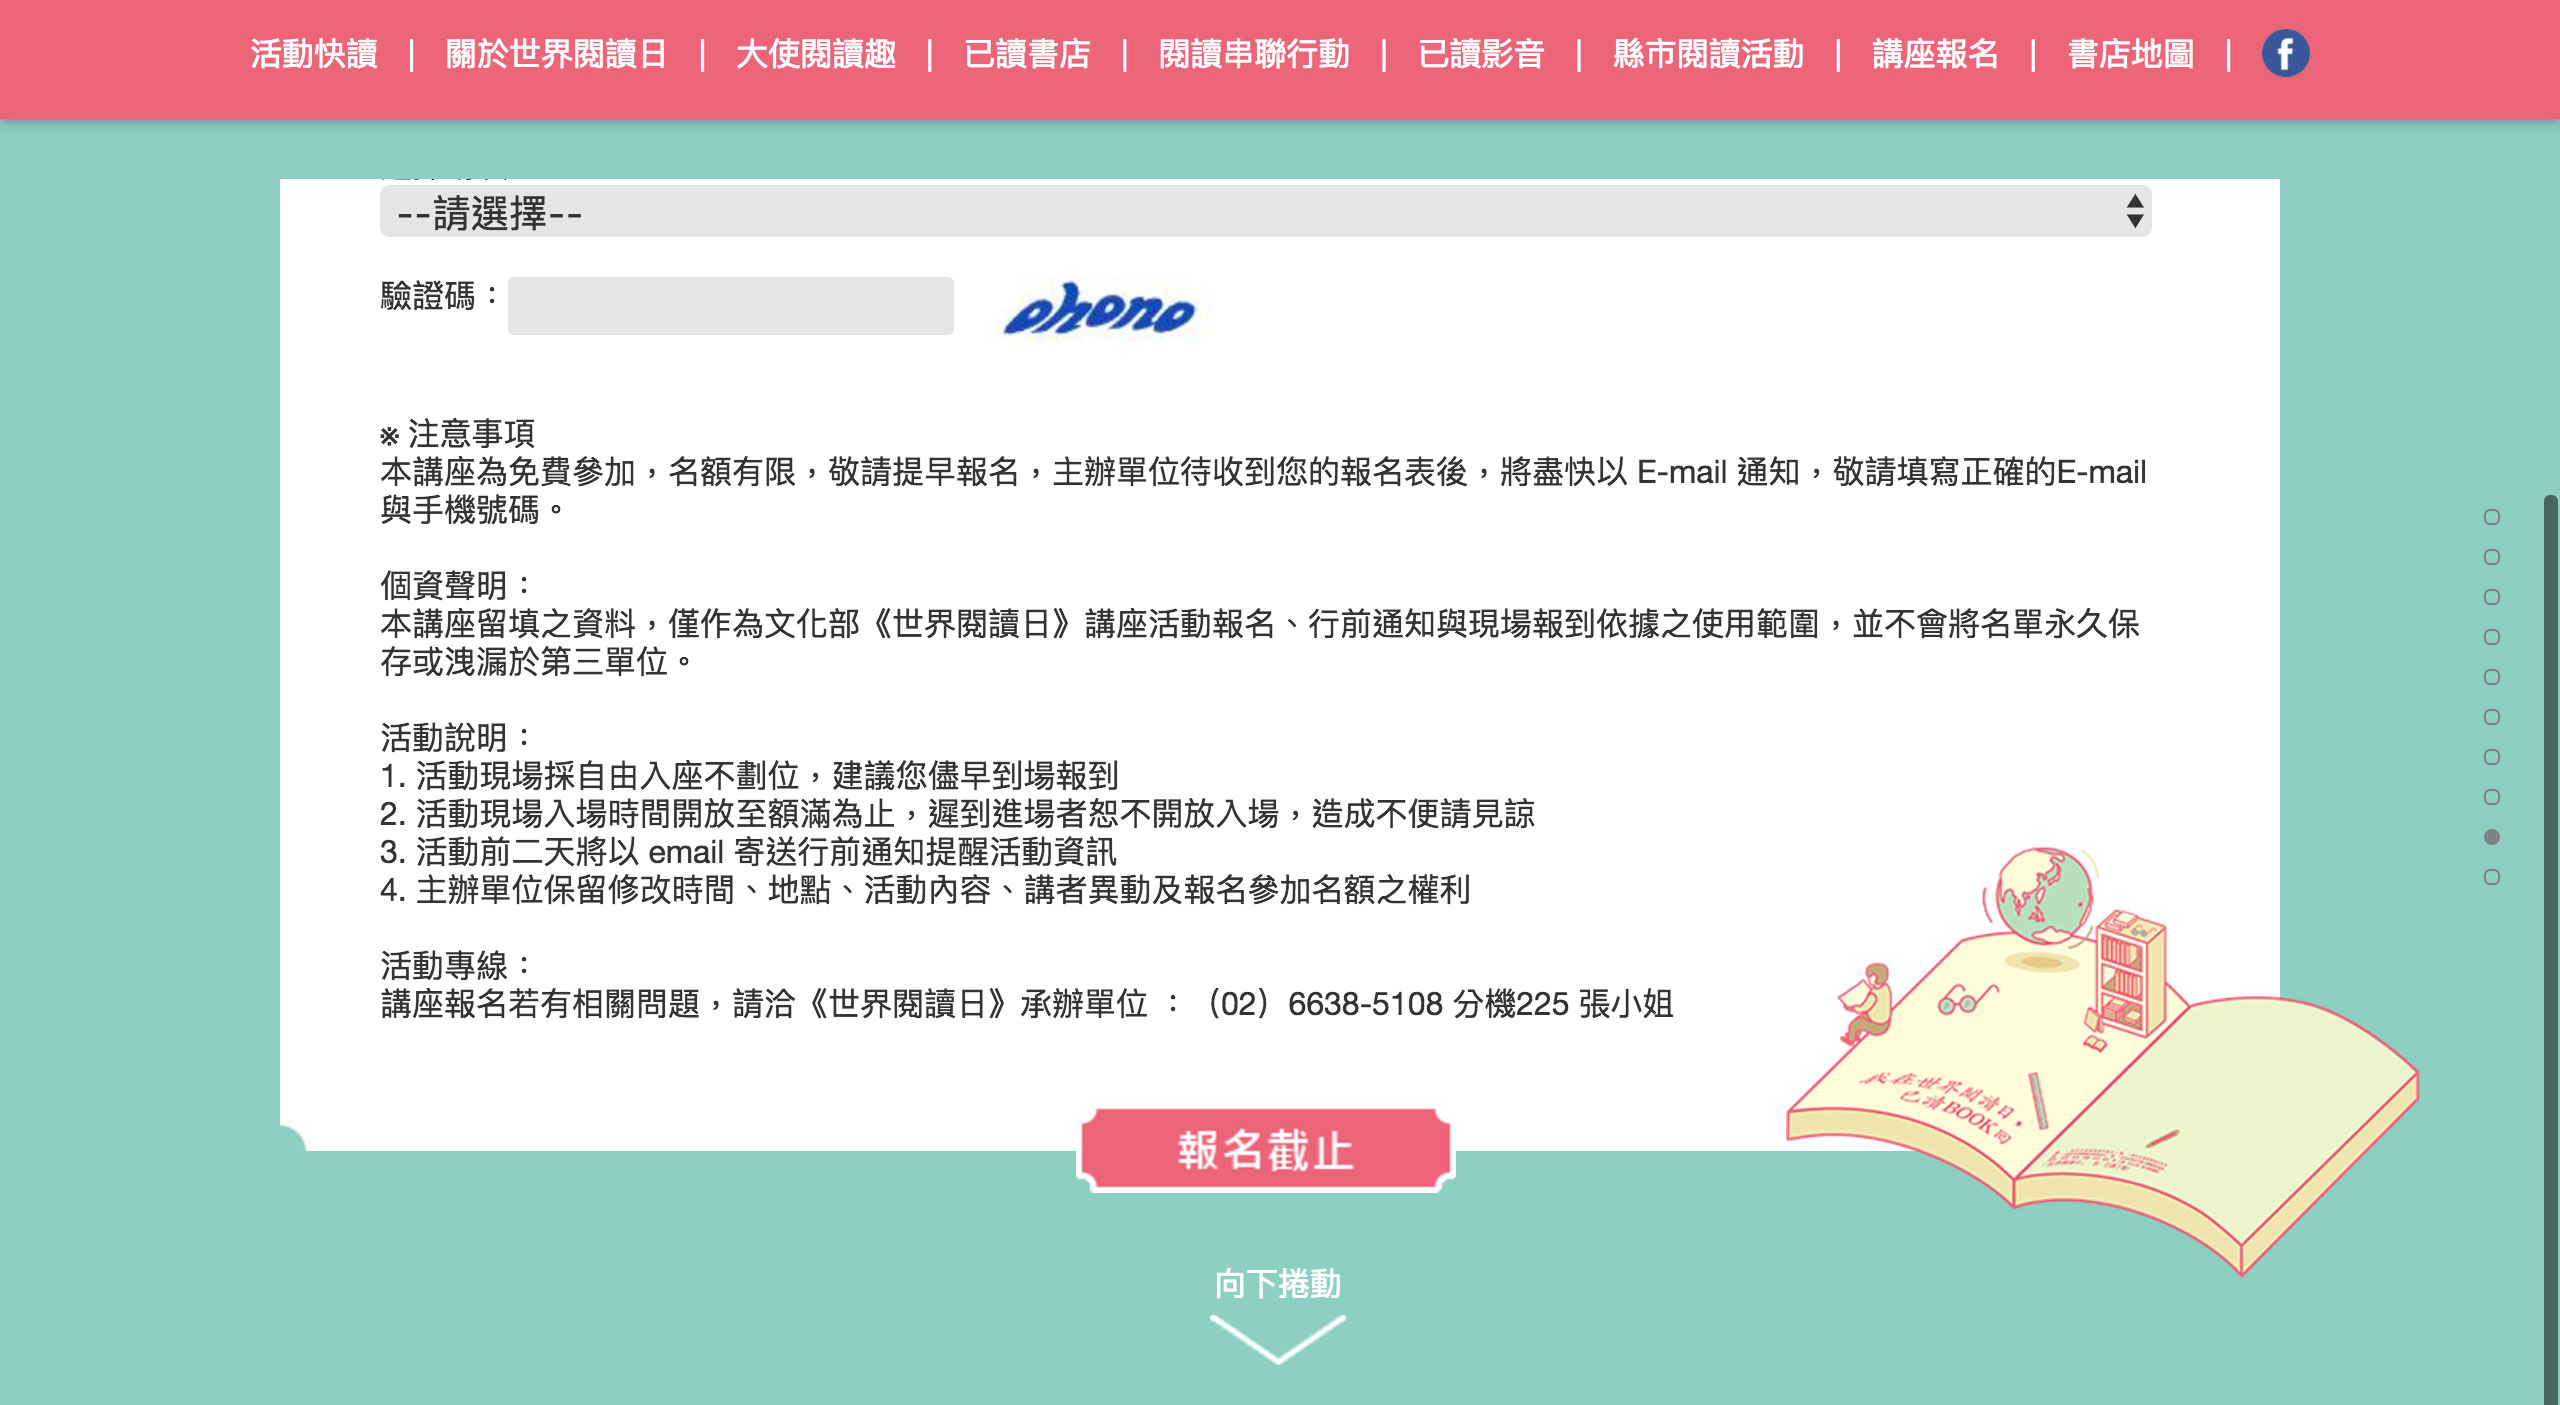 活動快讀 | 關於世界閱讀日 | 大使閱讀趣 | 已讀書店 | 閱讀串聯行動 | 已讀影音 | 縣市閱讀活動 | 講座報名 | 書店地圖 | f
--請選擇--
驗證碼：
ohono
※ 注意事項
本講座為免費參加，名額有限，敬請提早報名，主辦單位待收到您的報名表後，將盡快以 E-mail 通知，敬請填寫正確的E-mail
與手機號碼。
個資聲明：
本講座留填之資料，僅作為文化部《世界閱讀日》講座活動報名、行前通知與現場報到依據之使用範圍，並不會將名單永久保
存或洩漏於第三單位。
活動說明：
1. 活動現場採自由入座不劃位，建議您儘早到場報到
2. 活動現場入場時間開放至額滿為止，遲到進場者恕不開放入場，造成不便請見諒
3. 活動前二天將以 email 寄送行前通知提醒活動資訊
4. 主辦單位保留修改時間、地點、活動內容、講者異動及報名參加名額之權利
活動專線：
講座報名若有相關問題，請洽《世界閱讀日》承辦單位 ：（02）6638-5108 分機225 張小姐
我在世界閱讀日，
已讀BOOK同
報名截止
向下捲動